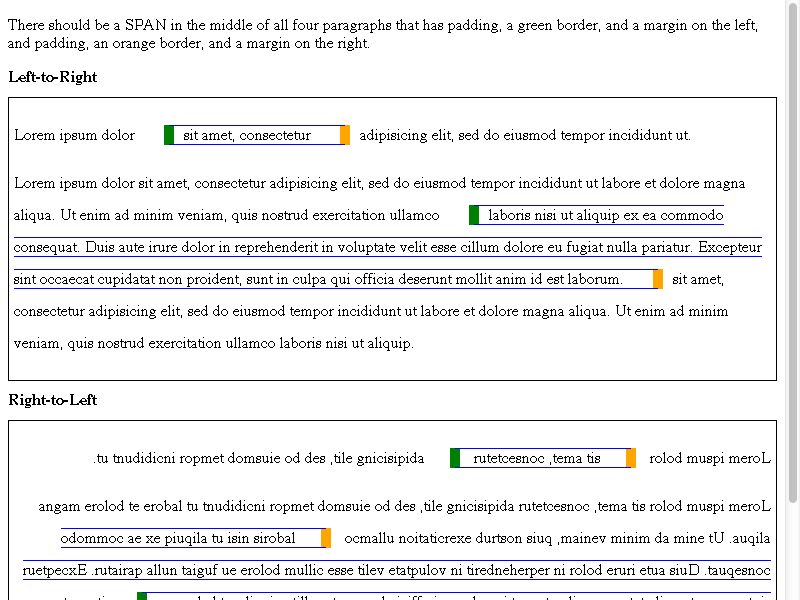 There should be a SPAN in the middle of all four paragraphs that has padding, a green border, and a margin on the left,
and padding, an orange border, and a margin on the right.
Left-to-Right
Lorem ipsum dolor sit amet, consectetur adipisicing elit, sed do eiusmod tempor incididunt ut.
Lorem ipsum dolor sit amet, consectetur adipisicing elit, sed do eiusmod tempor incididunt ut labore et dolore magna
aliqua. Ut enim ad minim veniam, quis nostrud exercitation ullamco laboris nisi ut aliquip ex ea commodo
consequat. Duis aute irure dolor in reprehenderit in voluptate velit esse cillum dolore eu fugiat nulla pariatur. Excepteur
sint occaecat cupidatat non proident, sunt in culpa qui officia deserunt mollit anim id est laborum. sit amet,
consectetur adipisicing elit, sed do eiusmod tempor incididunt ut labore et dolore magna aliqua. Ut enim ad minim
veniam, quis nostrud exercitation ullamco laboris nisi ut aliquip.
Right-to-Left
.tu tnudidicni ropmet domsuie od des ,tile gnicisipida rutetcesnoc ,tema tis rolod muspi meroL
angam erolod te erobal tu tnudidicni ropmet domsuie od des ,tile gnicisipida rutetcesnoc ,tema tis rolod muspi meroL
odommoc ae xe piuqila tu isin sirobal ocmallu noitaticrexe durtson siuq ,mainev minim da mine tU .auqila
ruetpecxE .rutairap allun taiguf ue erolod mullic esse tilev etatpulov ni tiredneherper ni rolod eruri etua siuD .tauqesnoc